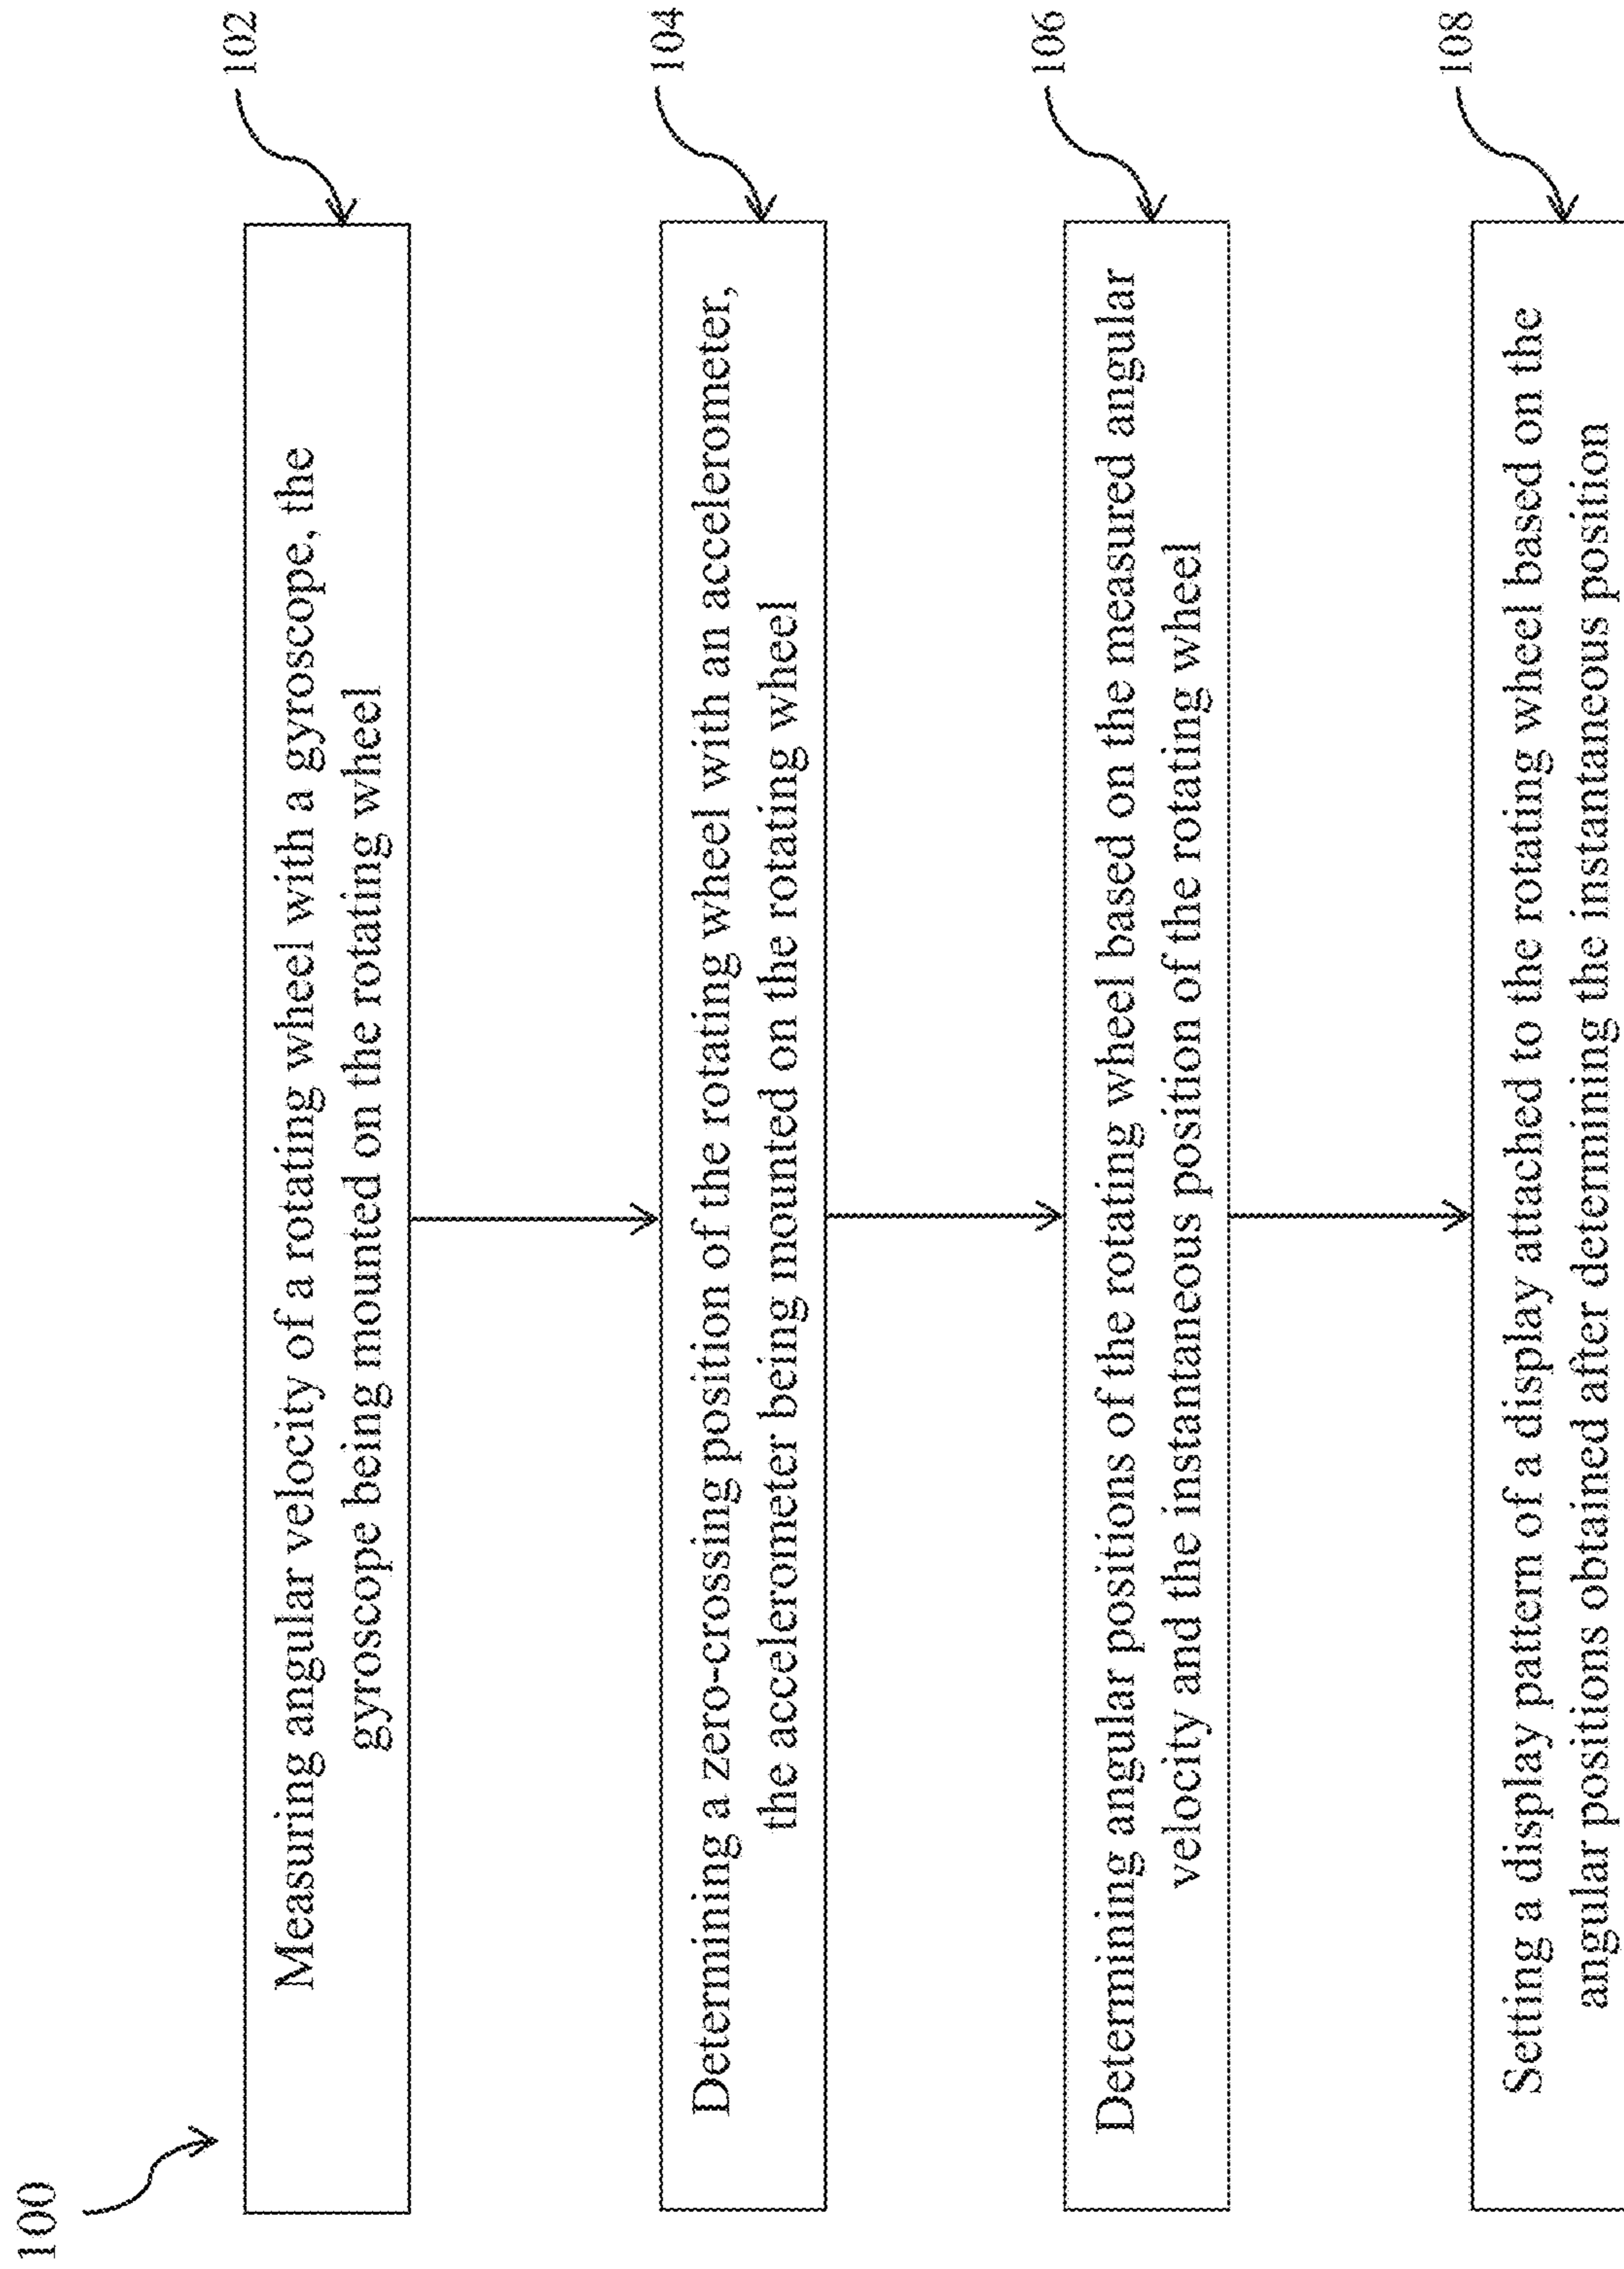 100
Measuring angular velocity of a rotating wheel with a gyroscope, the
gyroscope being mounted on the rotating wheel
102
Determining a zero-crossing position of the rotating wheel with an accelerometer,
the accelerometer being mounted on the rotating wheel
104
Determining angular positions of the rotating wheel based on the measured angular
velocity and the instantaneous position of the rotating wheel
106
Setting a display pattern of a display attached to the rotating wheel based on the
angular positions obtained after determining the instantaneous position
108